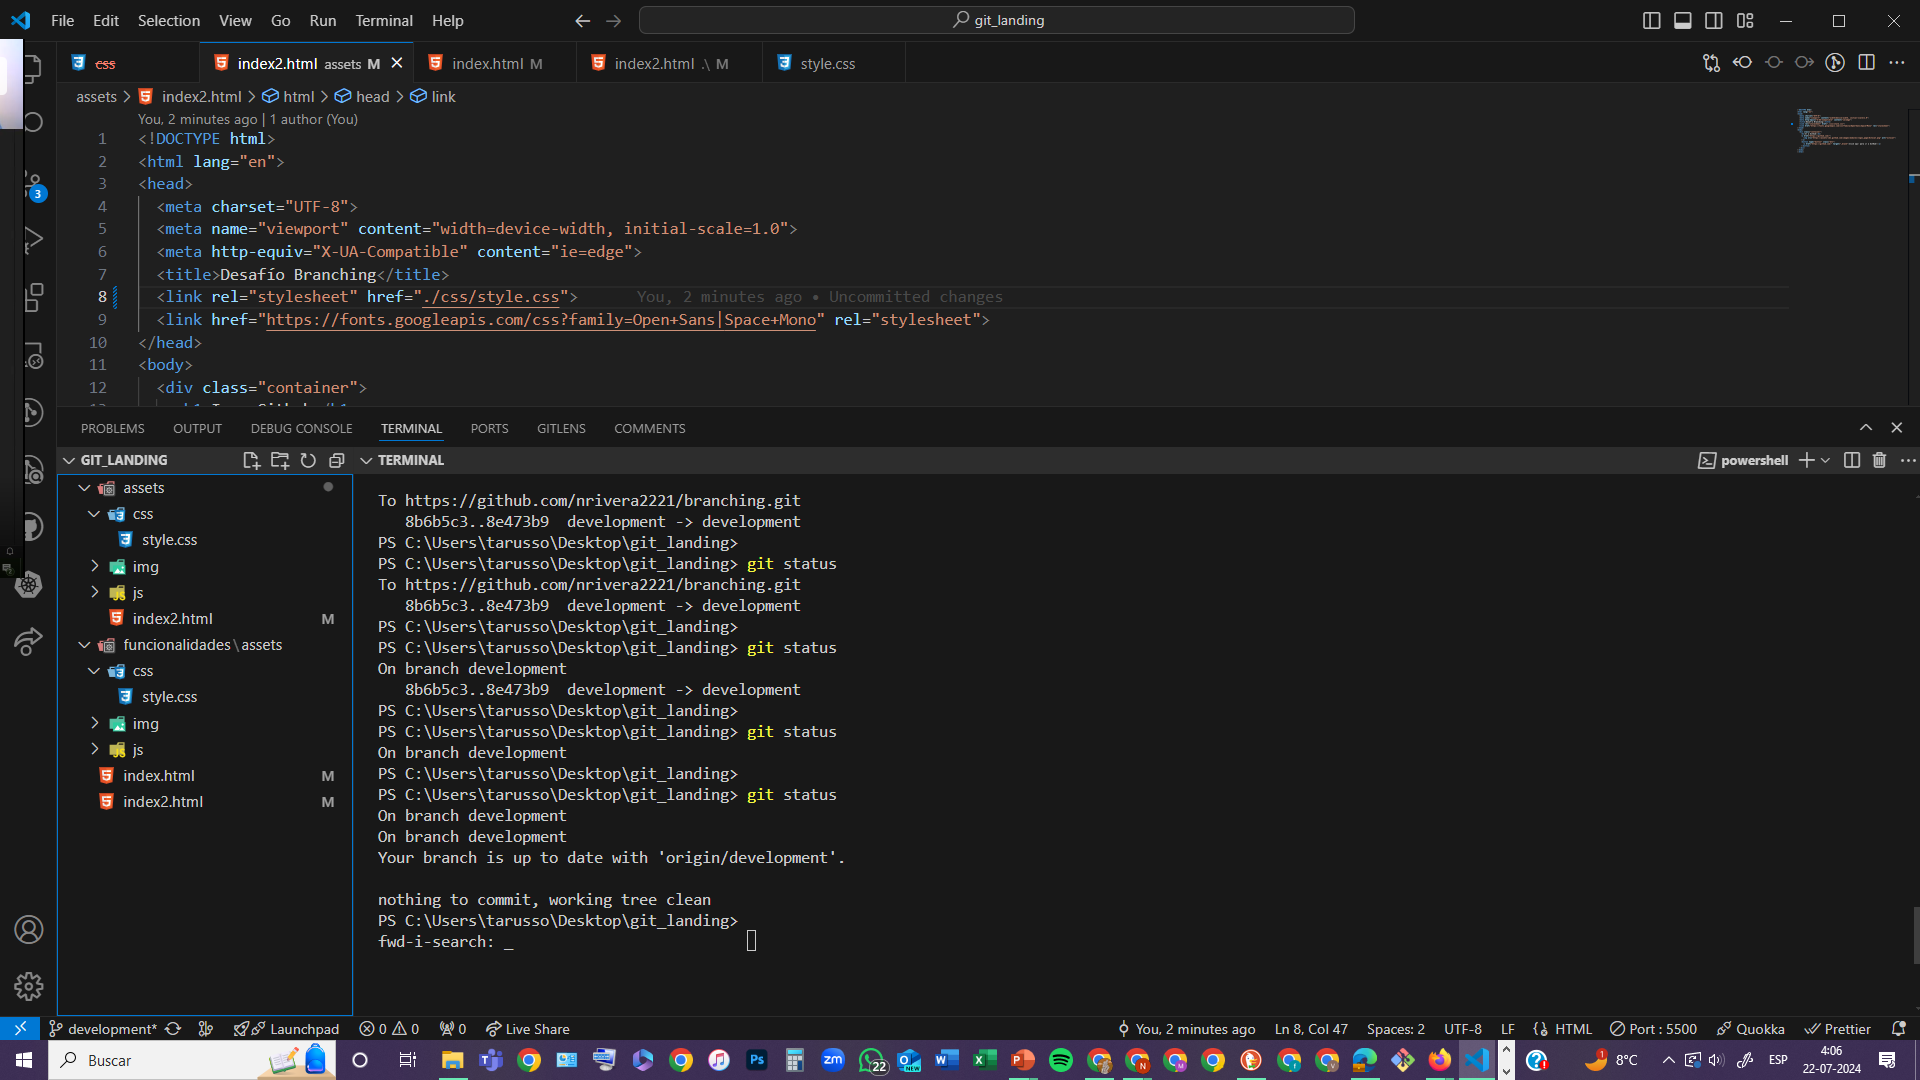 File Edit Selection View Go Run Terminal Help
git_landing
css
index2.html assets M
index.html M
index2.html .\ M
style.css
assets > index2.html > html > head > link
You, 2 minutes ago | 1 author (You)
1 <!DOCTYPE html>
2 <html lang="en">
3 <head>
4 <meta charset="UTF-8">
5 <meta name="viewport" content="width=device-width, initial-scale=1.0">
6 <meta http-equiv="X-UA-Compatible" content="ie=edge">
7 <title>Desafío Branching</title>
8 <link rel="stylesheet" href="./css/style.css"> You, 2 minutes ago • Uncommitted changes
9 <link href="https://fonts.googleapis.com/css?family=Open+Sans|Space+Mono" rel="stylesheet">
10 </head>
11 <body>
12 <div class="container">
3
PROBLEMS OUTPUT DEBUG CONSOLE TERMINAL PORTS GITLENS COMMENTS
GIT_LANDING
assets
css
style.css
img
js
index2.html M
funcionalidades\assets
css
style.css
img
js
index.html M
index2.html M
TERMINAL
powershell
To https://github.com/nrivera2221/branching.git
8b6b5c3..8e473b9 development -> development
PS C:\Users\tarusso\Desktop\git_landing>
PS C:\Users\tarusso\Desktop\git_landing> git status
To https://github.com/nrivera2221/branching.git
8b6b5c3..8e473b9 development -> development
PS C:\Users\tarusso\Desktop\git_landing>
PS C:\Users\tarusso\Desktop\git_landing> git status
On branch development
8b6b5c3..8e473b9 development -> development
PS C:\Users\tarusso\Desktop\git_landing>
PS C:\Users\tarusso\Desktop\git_landing> git status
On branch development
PS C:\Users\tarusso\Desktop\git_landing>
PS C:\Users\tarusso\Desktop\git_landing> git status
On branch development
On branch development
Your branch is up to date with 'origin/development'.
nothing to commit, working tree clean
PS C:\Users\tarusso\Desktop\git_landing>
fwd-i-search: _
development* Launchpad 0 0 0 Live Share
You, 2 minutes ago Ln 8, Col 47 Spaces: 2 UTF-8 LF HTML Port : 5500 Quokka Prettier
Buscar
22
8°C
ESP
4:06
22-07-2024